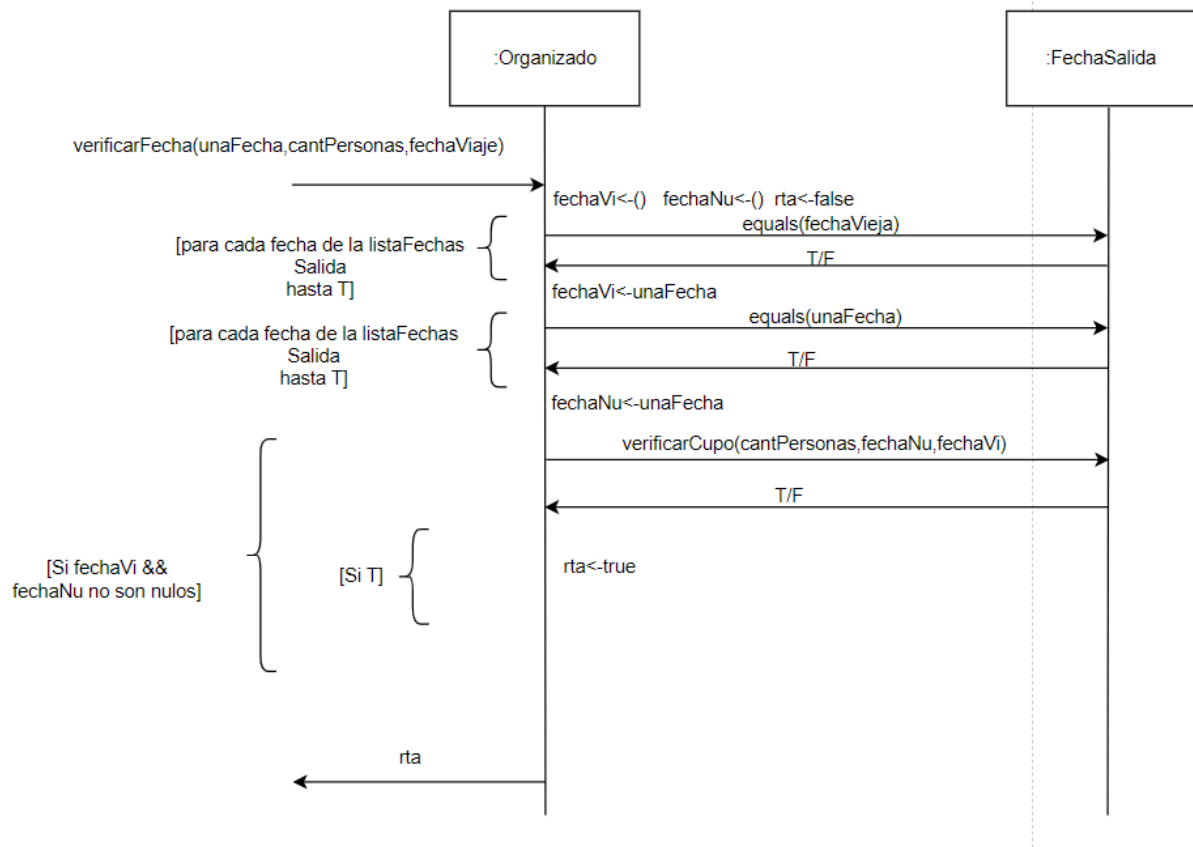 :Organizado
:FechaSalida
verificarFecha(unaFecha,cantPersonas,fechaViaje)
fechaVi<-() fechaNu<-() rta<-false
equals(fechaVieja)
[para cada fecha de la listaFechas
Salida
hasta T]
T/F
fechaVi<-unaFecha
equals(unaFecha)
[para cada fecha de la listaFechas
Salida
hasta T]
T/F
fechaNu<-unaFecha
verificarCupo(cantPersonas,fechaNu,fechaVi)
T/F
[Si fechaVi &&
fechaNu no son nulos]
[Si T]
rta<-true
rta